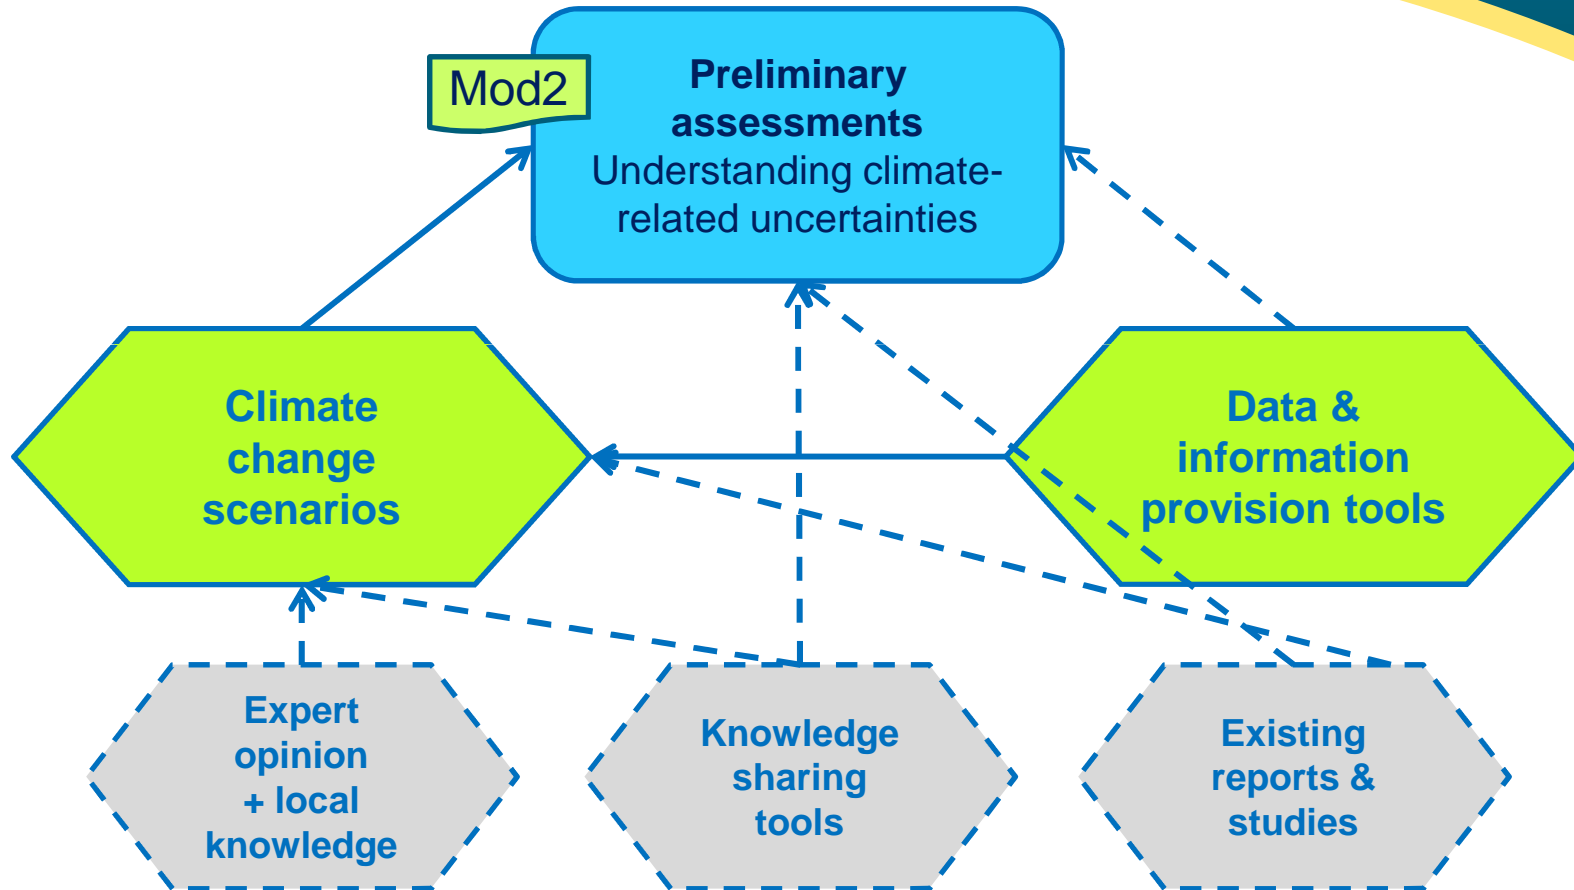 Mod2
Preliminary
assessments
Understanding climate-
related uncertainties
Climate
change
scenarios
Data &
information
provision tools
Expert
opinion
+ local
knowledge
Knowledge
sharing
tools
Existing
reports &
studies